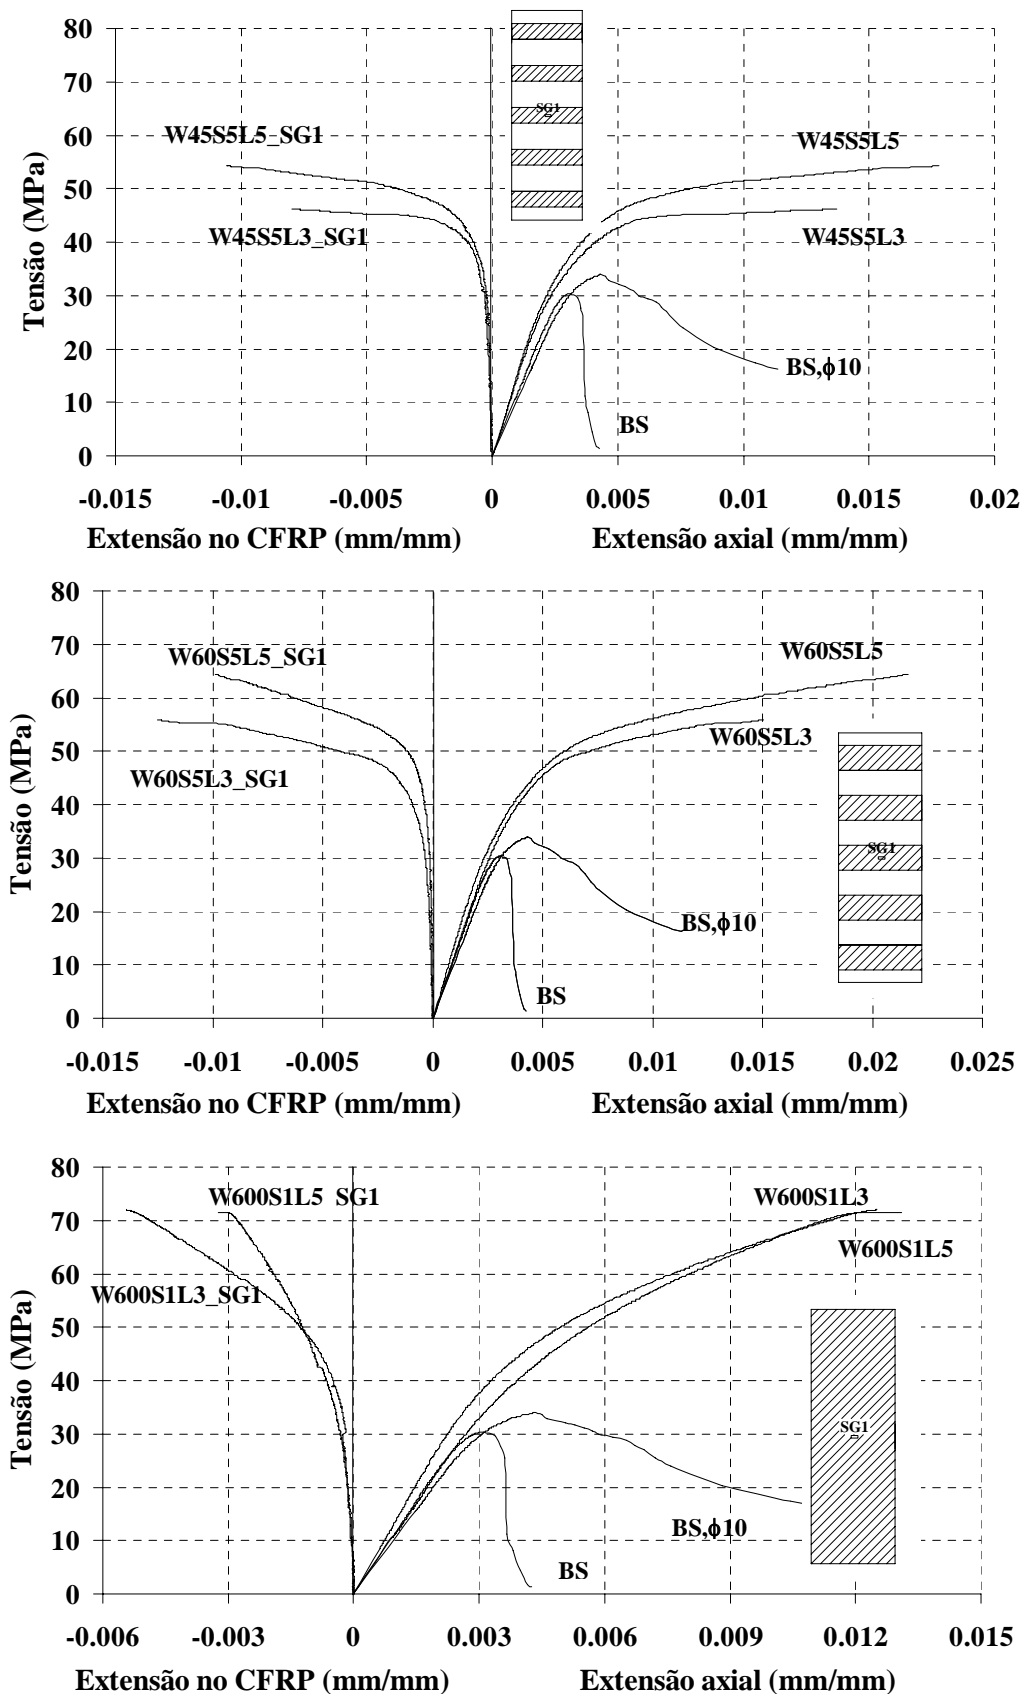 80
70
60
50
40
30
20
10
0
Tensão (MPa)
SG1
W45S5L5_SG1
W45S5L5
W45S5L3_SG1
W45S5L3
BS,ϕ10
BS
-0.015 -0.01 -0.005 0 0.005 0.01 0.015 0.02
Extensão no CFRP (mm/mm) Extensão axial (mm/mm)
80
70
60
50
40
30
20
10
0
Tensão (MPa)
W60S5L5_SG1
W60S5L5
W60S5L3
W60S5L3_SG1
SG1
BS,ϕ10
BS
-0.015 -0.01 -0.005 0 0.005 0.01 0.015 0.02 0.025
Extensão no CFRP (mm/mm) Extensão axial (mm/mm)
80
70
60
50
40
30
20
10
0
Tensão (MPa)
W600S1L5 SG1
W600S1L3
W600S1L5
W600S1L3_SG1
SG1
BS,ϕ10
BS
-0.006 -0.003 0 0.003 0.006 0.009 0.012 0.015
Extensão no CFRP (mm/mm) Extensão axial (mm/mm)